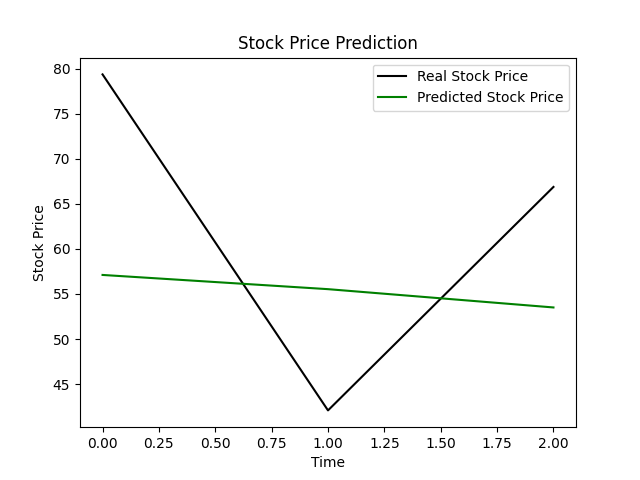 Stock Price Prediction
Real Stock Price
Predicted Stock Price
Stock Price
80
75
70
65
60
55
50
45
0.00 0.25 0.50 0.75 1.00 1.25 1.50 1.75 2.00
Time